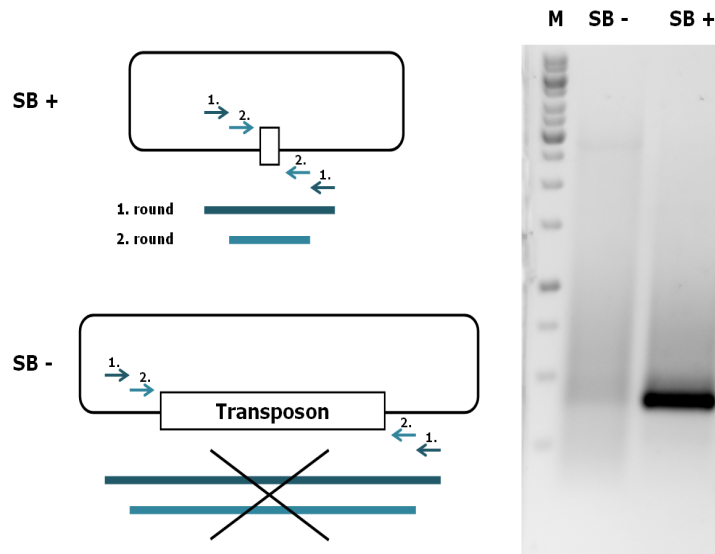 M SB - SB +
SB +
1.
2.
2.
1.
1. round
2. round
SB -
1.
2.
Transposon
2.
1.